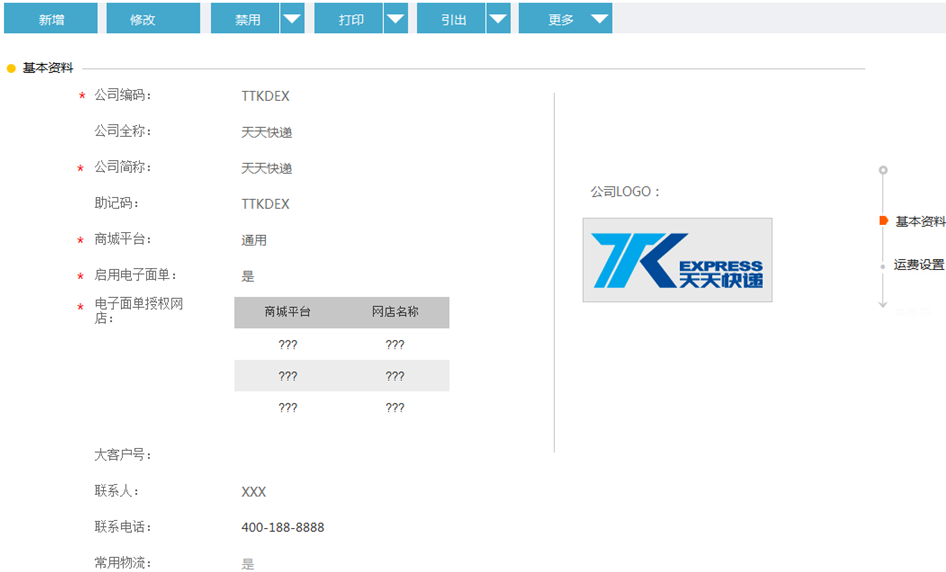 新增 修改 禁用 打印 引出 更多
基本资料
* 公司编码： TTKDEX
公司全称： 天天快递
* 公司简称： 天天快递
助记码： TTKDEX
* 商城平台： 通用
* 启用电子面单： 是
* 电子面单授权网
店：
商城平台 网店名称
??? ???
??? ???
??? ???
大客户号：
联系人： XXX
联系电话： 400-188-8888
常用物流： 是
公司LOGO：
TTK EXPRESS
天天快递
基本资料
运费设置